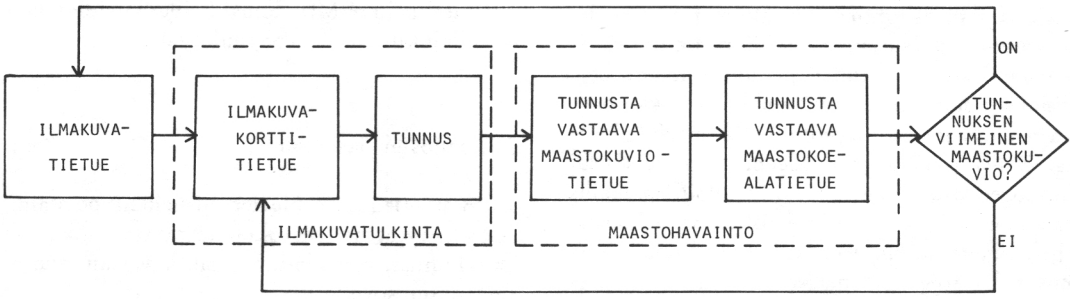 ILMAKUVA-
TIETUE
ILMAKUVA-
KORTTI-
TIETUE
TUNNUS
ILMAKUVATULKINTA
TUNNUSTA
VASTAAVA
MAASTOKUVIO-
TIETUE
TUNNUSTA
VASTAAVA
MAASTOKOE-
ALATIETUE
MAASTOHAVAINTO
TUN-
NUKSEN
VIIMEINEN
MAASTOKU-
VIO?
ON
EI